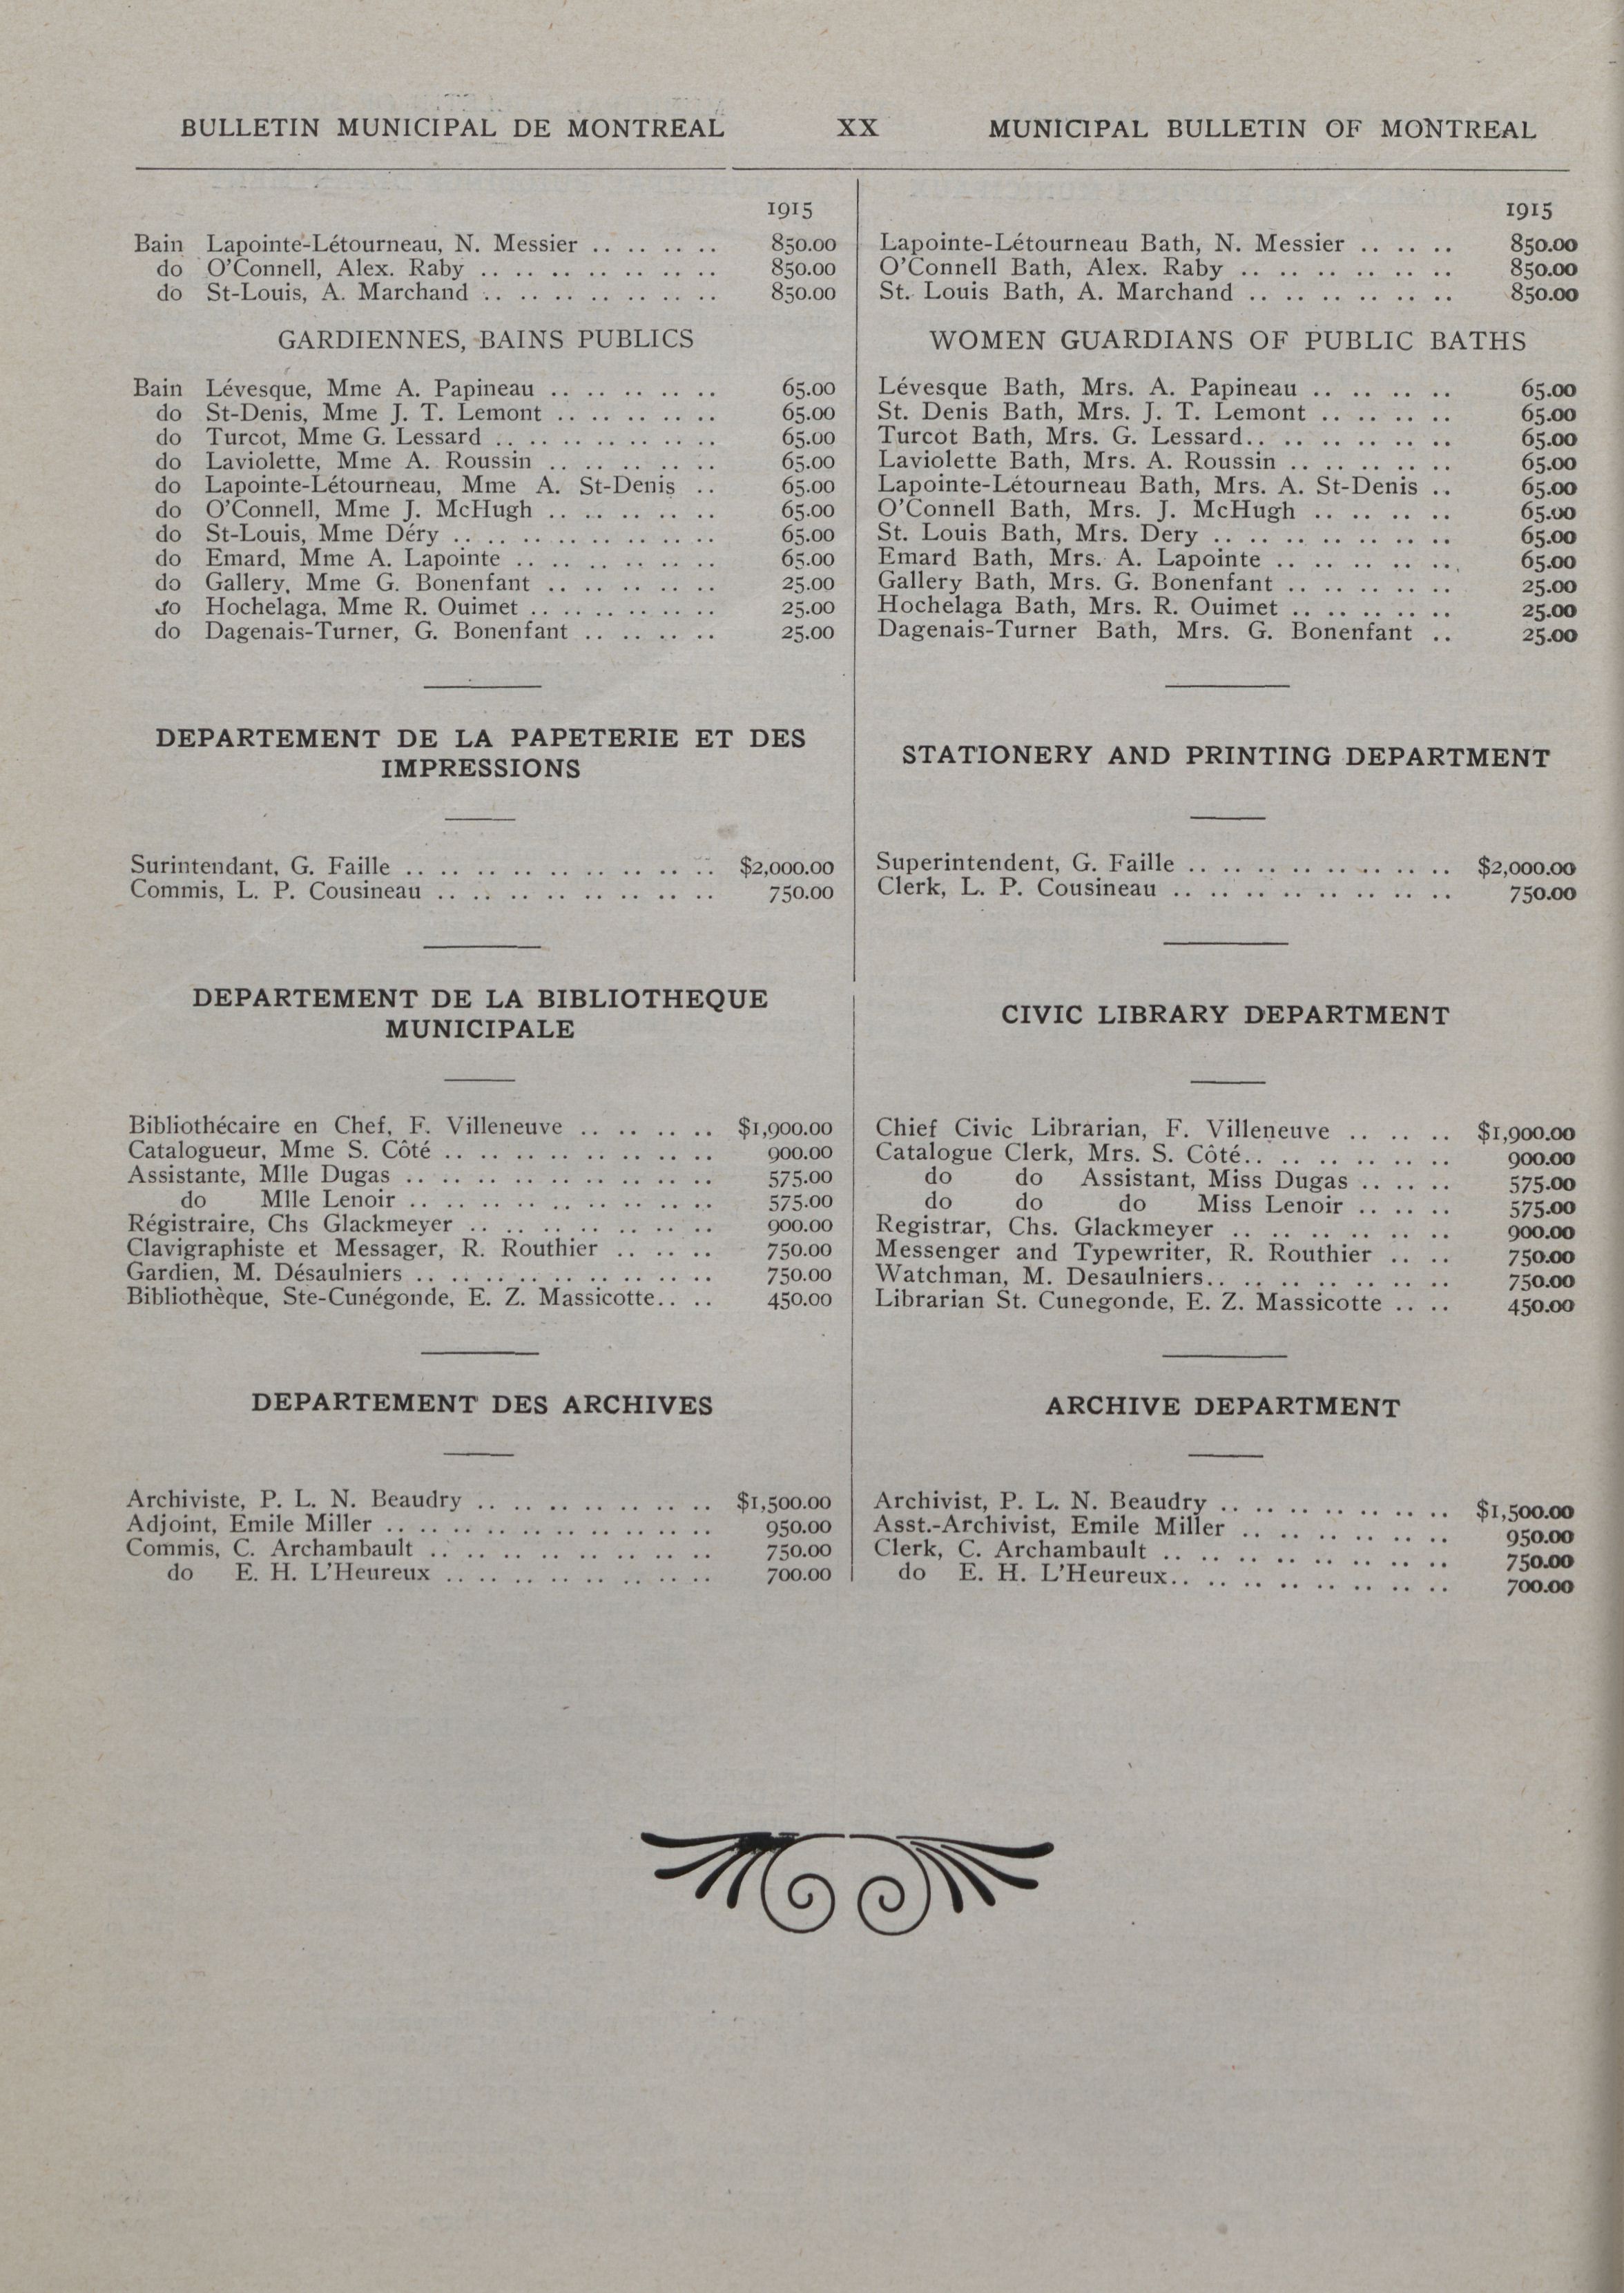 BULLETIN MUNICIPAL DE MONTREAL XX MUNICIPAL BULLETIN OF MONTREAL
1915
Bain Lapointe-Létourneau, N. Messier .. .. .. .. 850.00
do O'Connell, Alex. Raby .. .. .. .. .. .. .. 850.00
do St-Louis, A. Marchand .. .. .. .. .. .. .. 850.00
GARDIENNES, BAINS PUBLICS
Bain Lévesque, Mme A. Papineau .. .. .. .. .. 65.00
do St-Denis, Mme J. T. Lemont .. .. .. .. .. 65.00
do Turcot, Mme G. Lessard .. .. .. .. .. .. .. 65.00
do Laviolette, Mme A. Roussin .. .. .. .. .. 65.00
do Lapointe-Létourneau, Mme A. St-Denis .. 65.00
do O'Connell, Mme J. McHugh .. .. .. .. .. 65.00
do St-Louis, Mme Déry .. .. .. .. .. .. .. .. 65.00
do Emard, Mme A. Lapointe .. .. .. .. .. .. 65.00
do Gallery, Mme G. Bonenfant .. .. .. .. .. 25.00
do Hochelaga, Mme R. Ouimet .. .. .. .. .. .. 25.00
do Dagenais-Turner, G. Bonenfant .. .. .. .. 25.00
DEPARTEMENT DE LA PAPETERIE ET DES
IMPRESSIONS
Surintendant, G. Faille .. .. .. .. .. .. .. .. .. $2,000.00
Commis, L. P. Cousineau .. .. .. .. .. .. .. .. 750.00
DEPARTEMENT DE LA BIBLIOTHEQUE
MUNICIPALE
Bibliothécaire en Chef, F. Villeneuve .. .. .. .. $1,900.00
Catalogueur, Mme S. Côté .. .. .. .. .. .. .. .. 900.00
Assistante, Mlle Dugas .. .. .. .. .. .. .. .. .. 575.00
do Mlle Lenoir .. .. .. .. .. .. .. .. .. 575.00
Régistraire, Chs Glackmeyer .. .. .. .. .. .. .. 900.00
Clavigraphiste et Messager, R. Routhier .. .. .. 750.00
Gardien, M. Désaulniers .. .. .. .. .. .. .. .. .. 750.00
Bibliothèque, Ste-Cunégonde, E. Z. Massicotte.. .. 450.00
DEPARTEMENT DES ARCHIVES
Archiviste, P. L. N. Beaudry .. .. .. .. .. .. .. $1,500.00
Adjoint, Emile Miller .. .. .. .. .. .. .. .. .. .. 950.00
Commis, C. Archambault .. .. .. .. .. .. .. .. 750.00
do E. H. L'Heureux .. .. .. .. .. .. .. .. 700.00
1915
Lapointe-Létourneau Bath, N. Messier .. .. .. 850.00
O'Connell Bath, Alex. Raby .. .. .. .. .. .. 850.00
St. Louis Bath, A. Marchand .. .. .. .. .. .. 850.00
WOMEN GUARDIANS OF PUBLIC BATHS
Lévesque Bath, Mrs. A. Papineau .. .. .. .. 65.00
St. Denis Bath, Mrs. J. T. Lemont .. .. .. .. 65.00
Turcot Bath, Mrs. G. Lessard.. .. .. .. .. .. 65.00
Laviolette Bath, Mrs. A. Roussin .. .. .. .. .. 65.00
Lapointe-Létourneau Bath, Mrs. A. St-Denis .. 65.00
O'Connell Bath, Mrs. J. McHugh .. .. .. .. 65.00
St. Louis Bath, Mrs. Dery .. .. .. .. .. .. .. 65.00
Emard Bath, Mrs. A. Lapointe .. .. .. .. .. 65.00
Gallery Bath, Mrs. G. Bonenfant .. .. .. .. .. 25.00
Hochelaga Bath, Mrs. R. Ouimet .. .. .. .. .. 25.00
Dagenais-Turner Bath, Mrs. G. Bonenfant .. 25.00
STATIONERY AND PRINTING DEPARTMENT
Superintendent, G. Faille .. .. .. .. .. .. .. .. $2,000.00
Clerk, L. P. Cousineau .. .. .. .. .. .. .. .. 750.00
CIVIC LIBRARY DEPARTMENT
Chief Civic Librarian, F. Villeneuve .. .. .. $1,900.00
Catalogue Clerk, Mrs. S. Côté.. .. .. .. .. .. 900.00
do do Assistant, Miss Dugas .. .. .. 575.00
do do do Miss Lenoir .. .. .. 575.00
Registrar, Chs. Glackmeyer .. .. .. .. .. .. 900.00
Messenger and Typewriter, R. Routhier .. .. 750.00
Watchman, M. Desaulniers.. .. .. .. .. .. .. 750.00
Librarian St. Cunegonde, E. Z. Massicotte .. .. 450.00
ARCHIVE DEPARTMENT
Archivist, P. L. N. Beaudry .. .. .. .. .. .. .. $1,500.00
Asst.-Archivist, Emile Miller .. .. .. .. .. .. 950.00
Clerk, C. Archambault .. .. .. .. .. .. .. .. 750.00
do E. H. L'Heureux.. .. .. .. .. .. .. .. 700.00